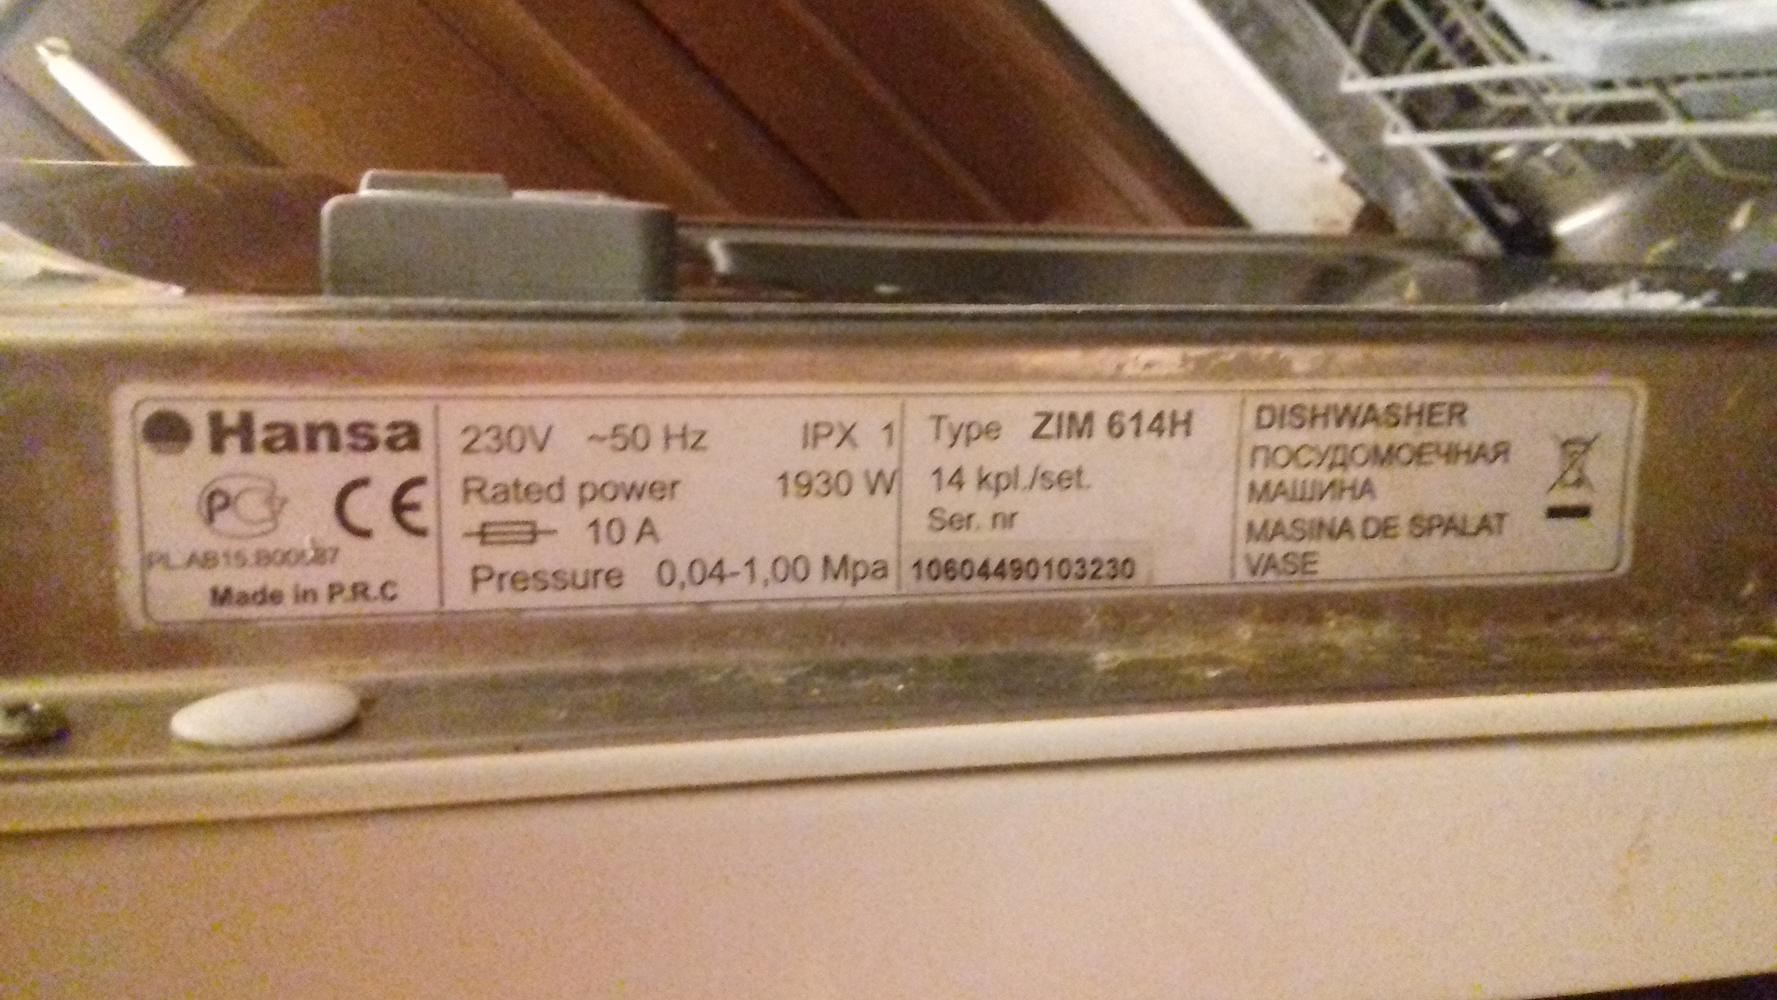 Hansa
PC CE
Made in P.R.C
230V ~50 Hz IPX 1
Rated power 1930 W
10 A
Pressure 0,04-1,00 Mpa
Type ZIM 614H
14 kpl./set.
Ser. nr
10604490103230
DISHWASHER
ПОСУДОМОЕЧНАЯ
МАШИНА
MASINA DE SPALAT
VASE